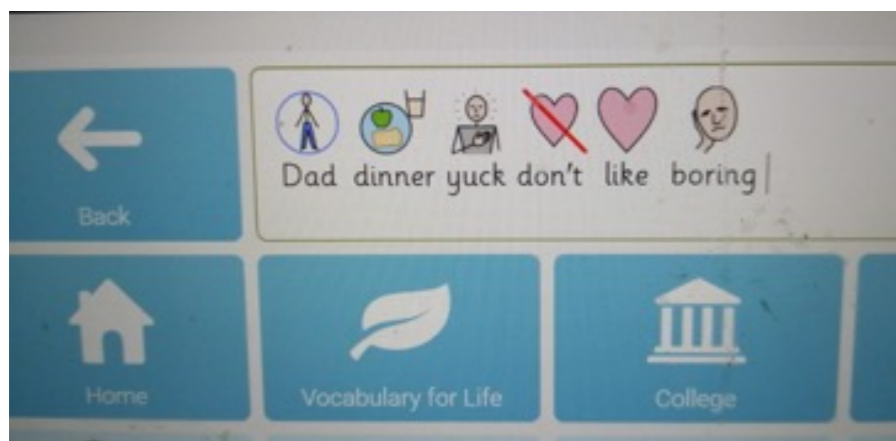 Back
Dad dinner yuck don't like boring
Home
Vocabulary for Life
College